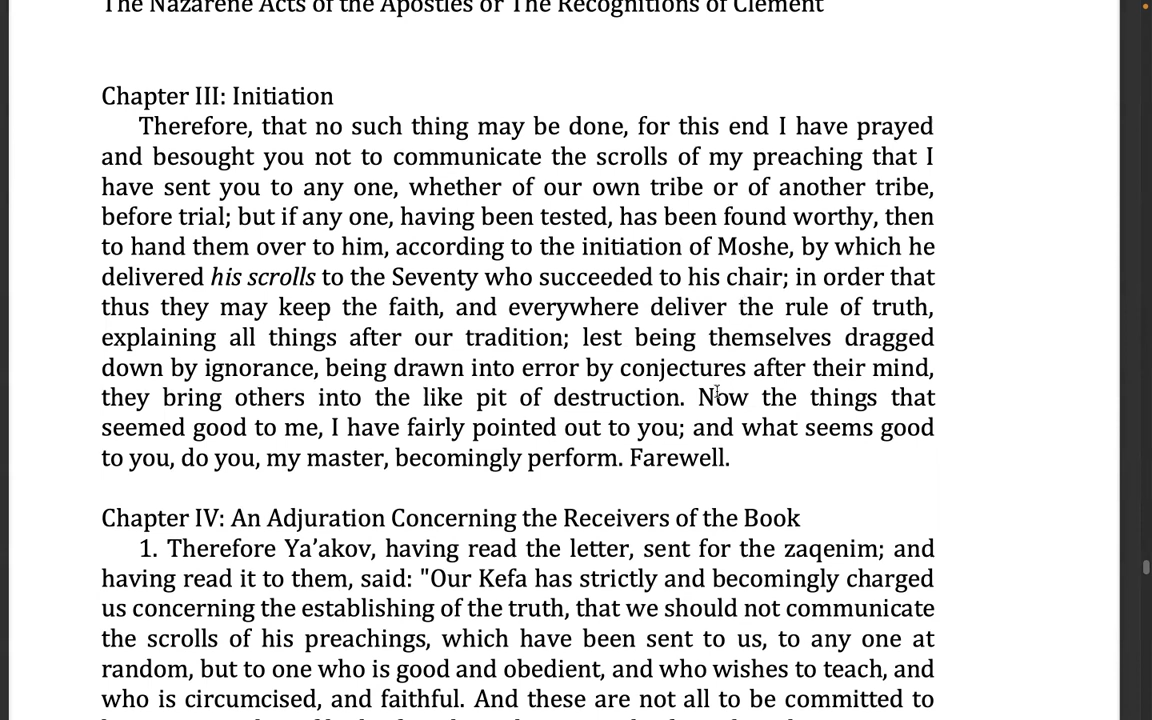 The Nazarene Acts of the Apostles or The Recognitions of Clement
Chapter III: Initiation
Therefore, that no such thing may be done, for this end I have prayed
and besought you not to communicate the scrolls of my preaching that I
have sent you to any one, whether of our own tribe or of another tribe,
before trial; but if any one, having been tested, has been found worthy, then
to hand them over to him, according to the initiation of Moshe, by which he
delivered his scrolls to the Seventy who succeeded to his chair; in order that
thus they may keep the faith, and everywhere deliver the rule of truth,
explaining all things after our tradition; lest being themselves dragged
down by ignorance, being drawn into error by conjectures after their mind,
they bring others into the like pit of destruction. Now the things that
seemed good to me, I have fairly pointed out to you; and what seems good
to you, do you, my master, becomingly perform. Farewell.
Chapter IV: An Adjuration Concerning the Receivers of the Book
1. Therefore Ya’akov, having read the letter, sent for the zaqenim; and
having read it to them, said: "Our Kefa has strictly and becomingly charged
us concerning the establishing of the truth, that we should not communicate
the scrolls of his preachings, which have been sent to us, to any one at
random, but to one who is good and obedient, and who wishes to teach, and
who is circumcised, and faithful. And these are not all to be committed to